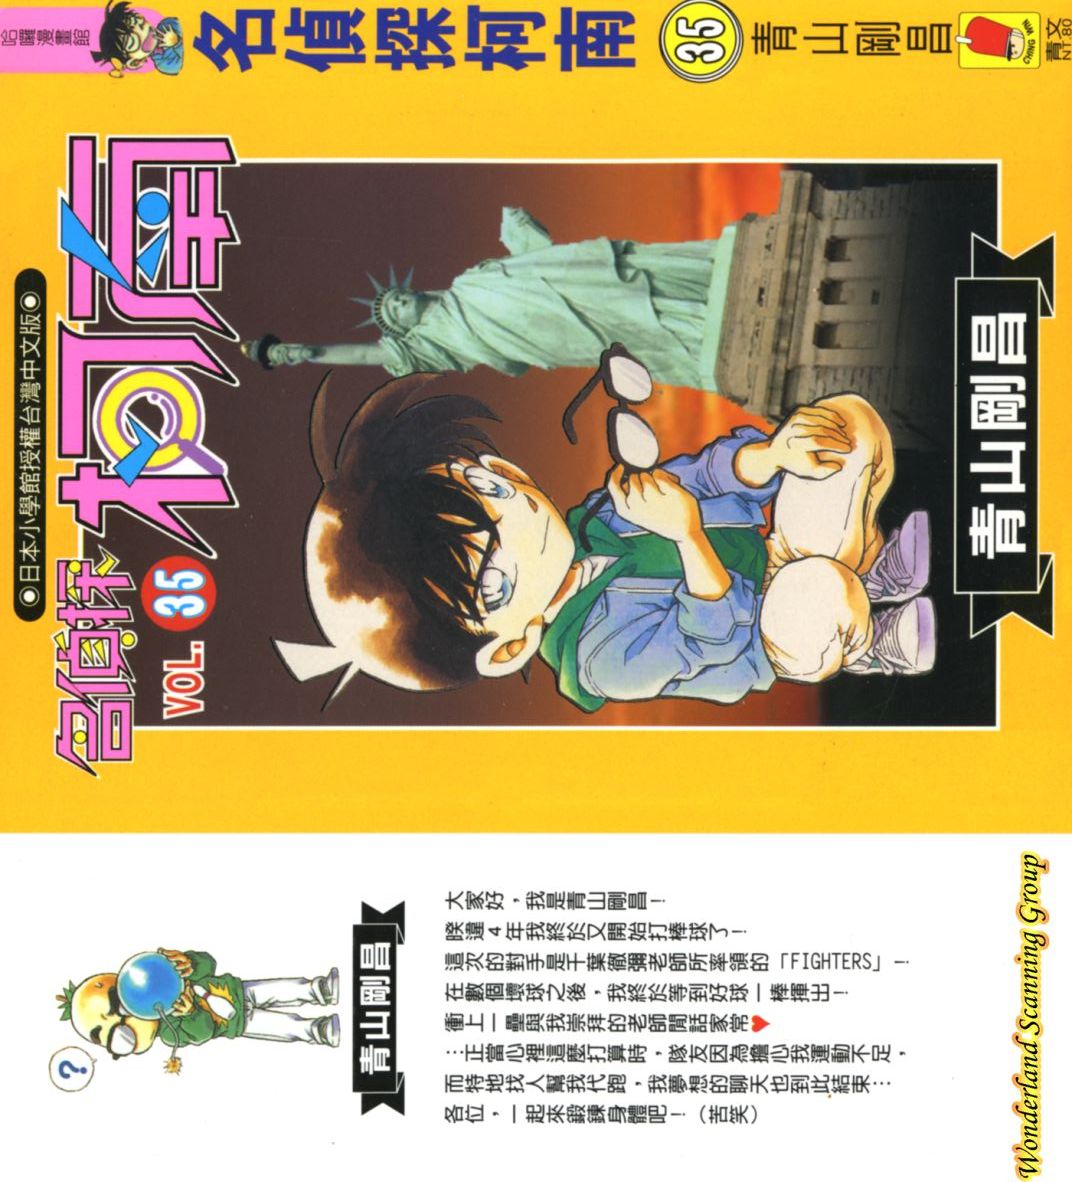 哈囉漫畫館
名偵探柯南
35
青山剛昌
CHING WIN
青文
NT.80
●日本小學館授權台灣中文版●
名偵探
柯南
VOL. 35
青山剛昌
?
青山剛昌
大家好，我是青山剛昌！
睽違4年我終於又開始打棒球了！
這次的對手是千葉徹彌老師所率領的「FIGHTERS」！
在數個壞球之後，我終於等到好球一棒揮出！
衝上一壘與我崇拜的老師閒話家常♥
…正當心裡這麼打算時，隊友因為擔心我運動不足，
而特地找人幫我代跑，我夢想的聊天也到此結束…
各位，一起來鍛鍊身體吧！（苦笑）
Wonderland Scanning Group